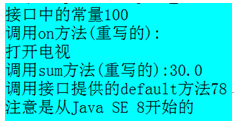 接口中的常量100
调用on方法(重写的):
打开电视
调用sum方法(重写的):30.0
调用接口提供的default方法78
注意是从Java SE 8开始的